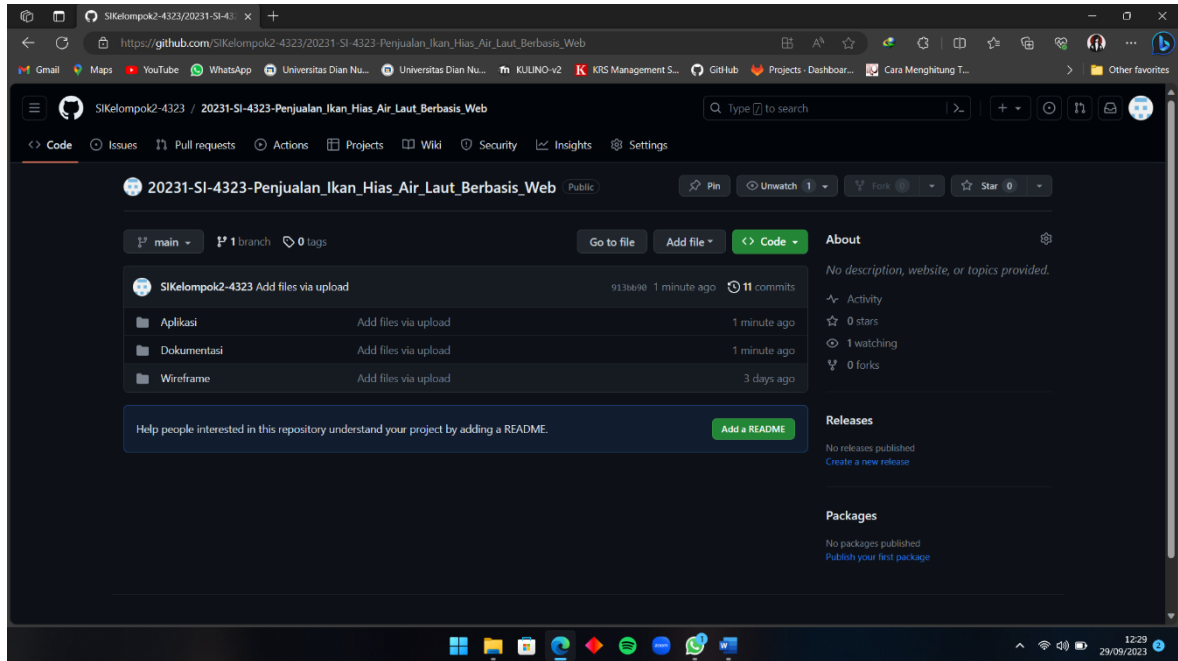 SIKelompok2-4323/20231-SI-43
https://github.com/SIKelompok2-4323/20231-SI-4323-Penjualan_Ikan_Hias_Air_Laut_Berbasis_Web
Gmail Maps YouTube WhatsApp Universitas Dian Nu... Universitas Dian Nu... KULINO-v2 KRS Management S... GitHub Projects · Dashboar... Cara Menghitung T... Other favorites
SIKelompok2-4323 / 20231-SI-4323-Penjualan_Ikan_Hias_Air_Laut_Berbasis_Web Type / to search
Code Issues Pull requests Actions Projects Wiki Security Insights Settings
20231-SI-4323-Penjualan_Ikan_Hias_Air_Laut_Berbasis_Web Public Pin Unwatch 1 Fork 0 Star 0
main 1 branch 0 tags Go to file Add file Code
SIKelompok2-4323 Add files via upload 913bb90 1 minute ago 11 commits
Aplikasi Add files via upload 1 minute ago
Dokumentasi Add files via upload 1 minute ago
Wireframe Add files via upload 3 days ago
Help people interested in this repository understand your project by adding a README. Add a README
About
No description, website, or topics provided.
Activity
0 stars
1 watching
0 forks
Releases
No releases published
Create a new release
Packages
No packages published
Publish your first package
12:29
29/09/2023 2